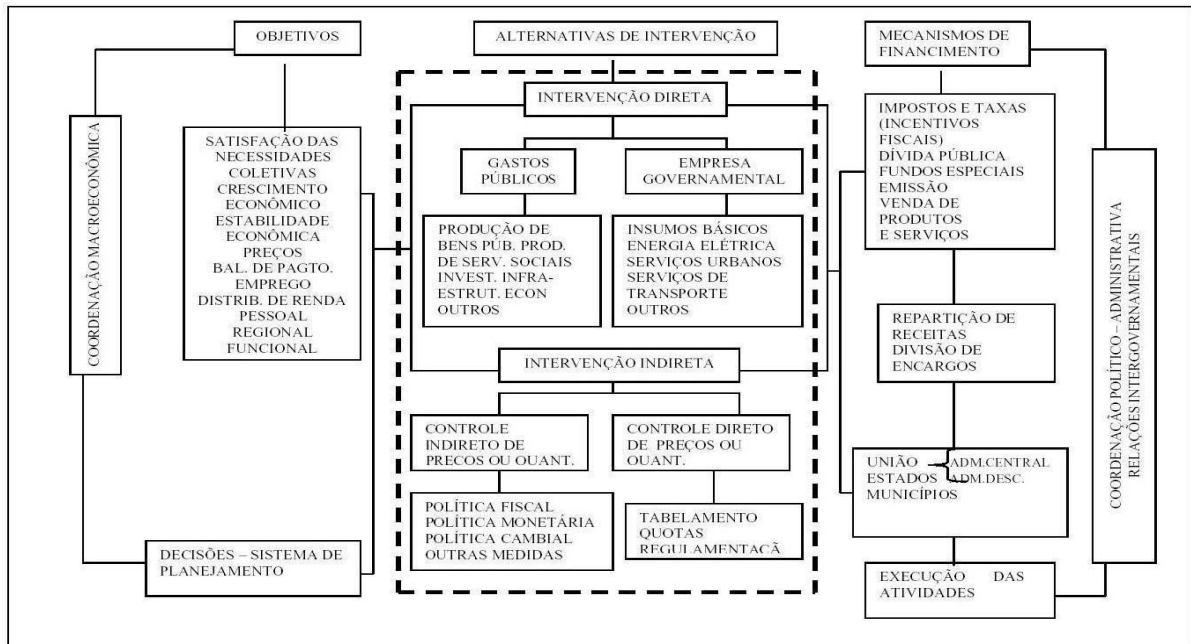 OBJETIVOS
ALTERNATIVAS DE INTERVENÇÃO
MECANISMOS DE
FINANCIMENTO
COORDENAÇÃO MACROECONÔMICA
SATISFAÇÃO DAS
NECESSIDADES
COLETIVAS
CRESCIMENTO
ECONÔMICO
ESTABILIDADE
ECONÔMICA
PREÇOS
BAL. DE PAGTO.
EMPREGO
DISTRIB. DE RENDA
PESSOAL
REGIONAL
FUNCIONAL
DECISÕES – SISTEMA DE
PLANEJAMENTO
INTERVENÇÃO DIRETA
GASTOS
PÚBLICOS
EMPRESA
GOVERNAMENTAL
PRODUÇÃO DE
BENS PÚB. PROD.
DE SERV. SOCIAIS
INVEST. INFRA-
ESTRUT. ECON
OUTROS
INSUMOS BÁSICOS
ENERGIA ELÉTRICA
SERVIÇOS URBANOS
SERVIÇOS DE
TRANSPORTE
OUTROS
INTERVENÇÃO INDIRETA
CONTROLE
INDIRETO DE
PRECOS OU QUANT.
CONTROLE DIRETO
DE PREÇOS OU
QUANT.
POLÍTICA FISCAL
POLÍTICA MONETÁRIA
POLÍTICA CAMBIAL
OUTRAS MEDIDAS
TABELAMENTO
QUOTAS
REGULAMENTAÇÃ
IMPOSTOS E TAXAS
(INCENTIVOS
FISCAIS)
DÍVIDA PÚBLICA
FUNDOS ESPECIAIS
EMISSÃO
VENDA DE
PRODUTOS
E SERVIÇOS
REPARTIÇÃO DE
RECEITAS
DIVISÃO DE
ENCARGOS
UNIÃO ADM.CENTRAL
ESTADOS ADM.DESC.
MUNICÍPIOS
EXECUÇÃO DAS
ATIVIDADES
COORDENAÇÃO POLÍTICO – ADMINISTRATIVA
RELAÇÕES INTERGOVERNAMENTAIS